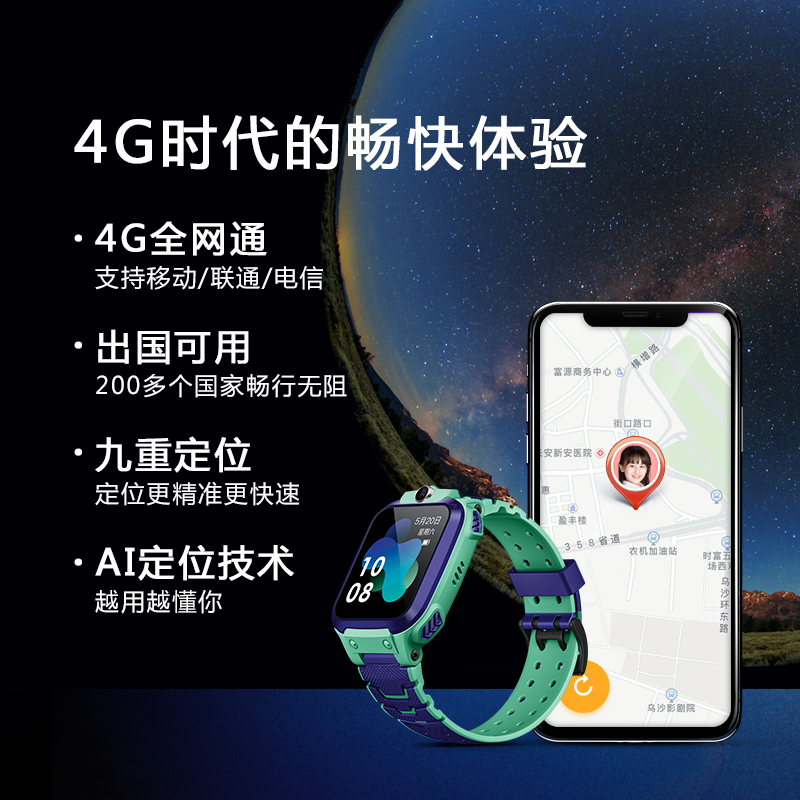 4G时代的畅快体验
· 4G全网通
支持移动/联通/电信
· 出国可用
200多个国家畅行无阻
· 九重定位
定位更精准更快速
· AI定位技术
越用越懂你
5月20日
星期六
10
08
横增路
富源商务中心
街口路口
长安新安医院
惠
盈丰楼
358省道
农机加油站
时富五
场西
乌沙环东路
乌沙影剧院